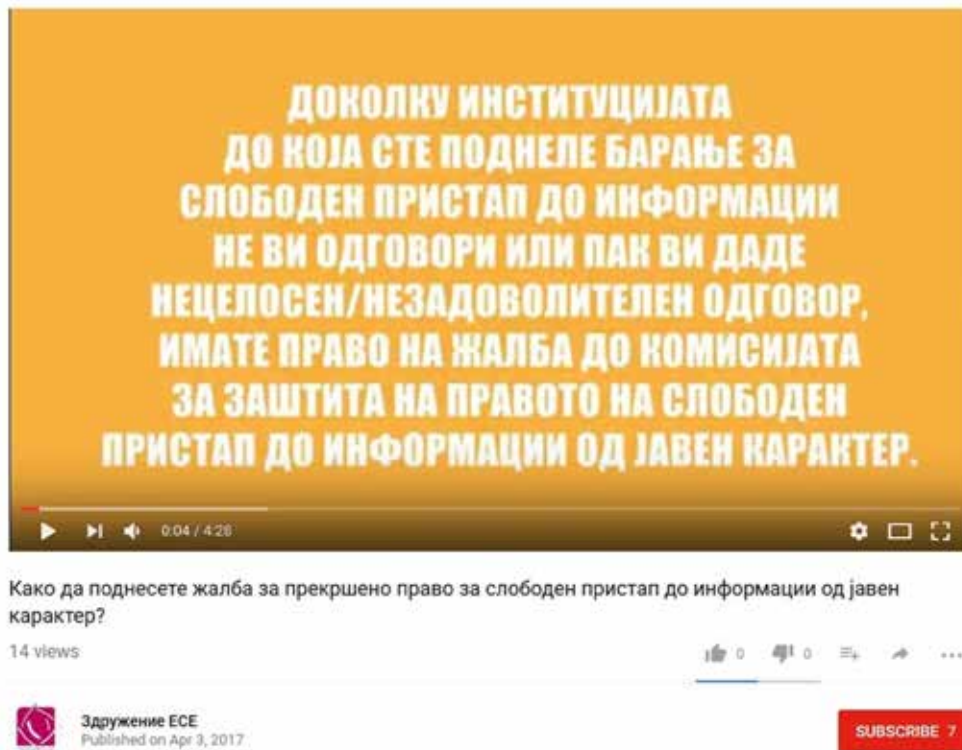 ДОКОЛКУ ИНСТИТУЦИЈАТА
ДО КОЈА СТЕ ПОДНЕЛЕ БАРАЊЕ ЗА
СЛОБОДЕН ПРИСТАП ДО ИНФОРМАЦИИ
НЕ ВИ ОДГОВОРИ ИЛИ ПАК ВИ ДАДЕ
НЕЦЕЛОСЕН/НЕЗАДОВОЛИТЕЛЕН ОДГОВОР,
ИМАТЕ ПРАВО НА ЖАЛБА ДО КОМИСИЈАТА
ЗА ЗАШТИТА НА ПРАВОТО НА СЛОБОДЕН
ПРИСТАП ДО ИНФОРМАЦИИ ОД ЈАВЕН КАРАКТЕР.
0:04 / 4:26
Како да поднесете жалба за прекршено право за слободен пристап до информации од јавен
карактер?
14 views 0 0
Здружение ЕСЕ
Published on Apr 3, 2017
SUBSCRIBE 7